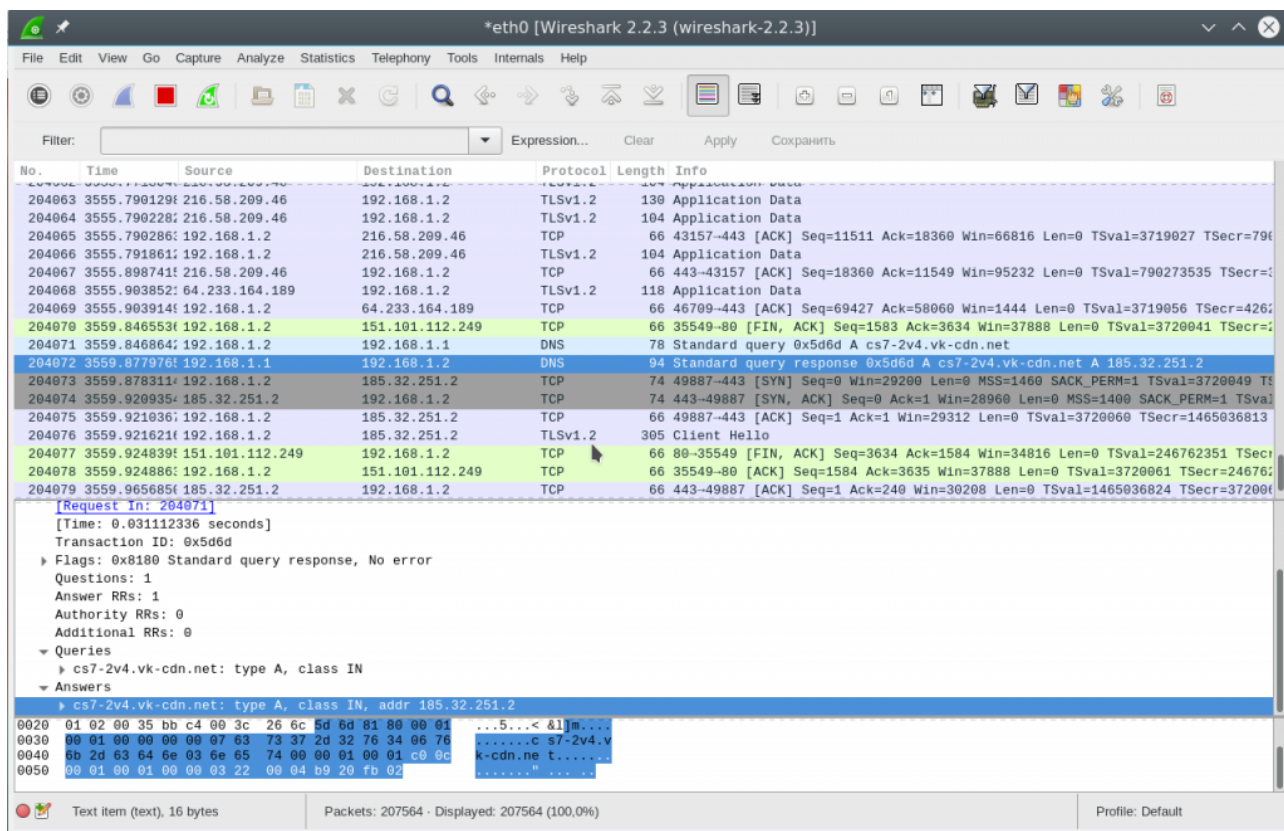 *eth0 [Wireshark 2.2.3 (wireshark-2.2.3)]
File Edit View Go Capture Analyze Statistics Telephony Tools Internals Help
Filter: Expression... Clear Apply Сохранить
No. Time Source Destination Protocol Length Info
204063 3555.7901298 216.58.209.46 192.168.1.2 TLSv1.2 130 Application Data
204064 3555.7902282 216.58.209.46 192.168.1.2 TLSv1.2 104 Application Data
204065 3555.790286 192.168.1.2 216.58.209.46 TCP 66 43157→443 [ACK] Seq=11511 Ack=18360 Win=66816 Len=0 TSval=3719027 TSecr=790
204066 3555.791861 192.168.1.2 216.58.209.46 TLSv1.2 104 Application Data
204067 3555.898741 216.58.209.46 192.168.1.2 TCP 66 443→43157 [ACK] Seq=18360 Ack=11549 Win=95232 Len=0 TSval=790273535 TSecr=
204068 3555.903852 64.233.164.189 192.168.1.2 TLSv1.2 118 Application Data
204069 3555.903914 192.168.1.2 64.233.164.189 TCP 66 46709→443 [ACK] Seq=69427 Ack=58060 Win=1444 Len=0 TSval=3719056 TSecr=4262
204070 3559.846553 192.168.1.2 151.101.112.249 TCP 66 35549→80 [FIN, ACK] Seq=1583 Ack=3634 Win=37888 Len=0 TSval=3720041 TSecr=
204071 3559.846864 192.168.1.2 192.168.1.1 DNS 78 Standard query 0x5d6d A cs7-2v4.vk-cdn.net
204072 3559.877976 192.168.1.1 192.168.1.2 DNS 94 Standard query response 0x5d6d A cs7-2v4.vk-cdn.net A 185.32.251.2
204073 3559.878311 192.168.1.2 185.32.251.2 TCP 74 49887→443 [SYN] Seq=0 Win=29200 Len=0 MSS=1460 SACK_PERM=1 TSval=3720049 TS
204074 3559.920935 185.32.251.2 192.168.1.2 TCP 74 443→49887 [SYN, ACK] Seq=0 Ack=1 Win=28960 Len=0 MSS=1400 SACK_PERM=1 TSval
204075 3559.921036 192.168.1.2 185.32.251.2 TCP 66 49887→443 [ACK] Seq=1 Ack=1 Win=29312 Len=0 TSval=3720060 TSecr=1465036813
204076 3559.921621 192.168.1.2 185.32.251.2 TLSv1.2 305 Client Hello
204077 3559.924839 151.101.112.249 192.168.1.2 TCP 66 80→35549 [FIN, ACK] Seq=3634 Ack=1584 Win=34816 Len=0 TSval=246762351 TSecr
204078 3559.924886 192.168.1.2 151.101.112.249 TCP 66 35549→80 [ACK] Seq=1584 Ack=3635 Win=37888 Len=0 TSval=3720061 TSecr=246762
204079 3559.965685 185.32.251.2 192.168.1.2 TCP 66 443→49887 [ACK] Seq=1 Ack=240 Win=30208 Len=0 TSval=1465036824 TSecr=37200
[Request In: 204071]
[Time: 0.031112336 seconds]
Transaction ID: 0x5d6d
Flags: 0x8180 Standard query response, No error
Questions: 1
Answer RRs: 1
Authority RRs: 0
Additional RRs: 0
Queries
cs7-2v4.vk-cdn.net: type A, class IN
Answers
cs7-2v4.vk-cdn.net: type A, class IN, addr 185.32.251.2
0020 01 02 00 35 bb c4 00 3c 26 6c 5d 6d 81 80 00 01 ...5...< &l]m....
0030 00 01 00 00 00 00 07 63 73 37 2d 32 76 34 06 76 .......c s7-2v4.v
0040 6b 2d 63 64 6e 03 6e 65 74 00 00 01 00 01 c0 0c k-cdn.ne t.......
0050 00 01 00 01 00 00 03 22 00 04 b9 20 fb 02 ......." ... ..
Text item (text), 16 bytes Packets: 207564 · Displayed: 207564 (100,0%) Profile: Default